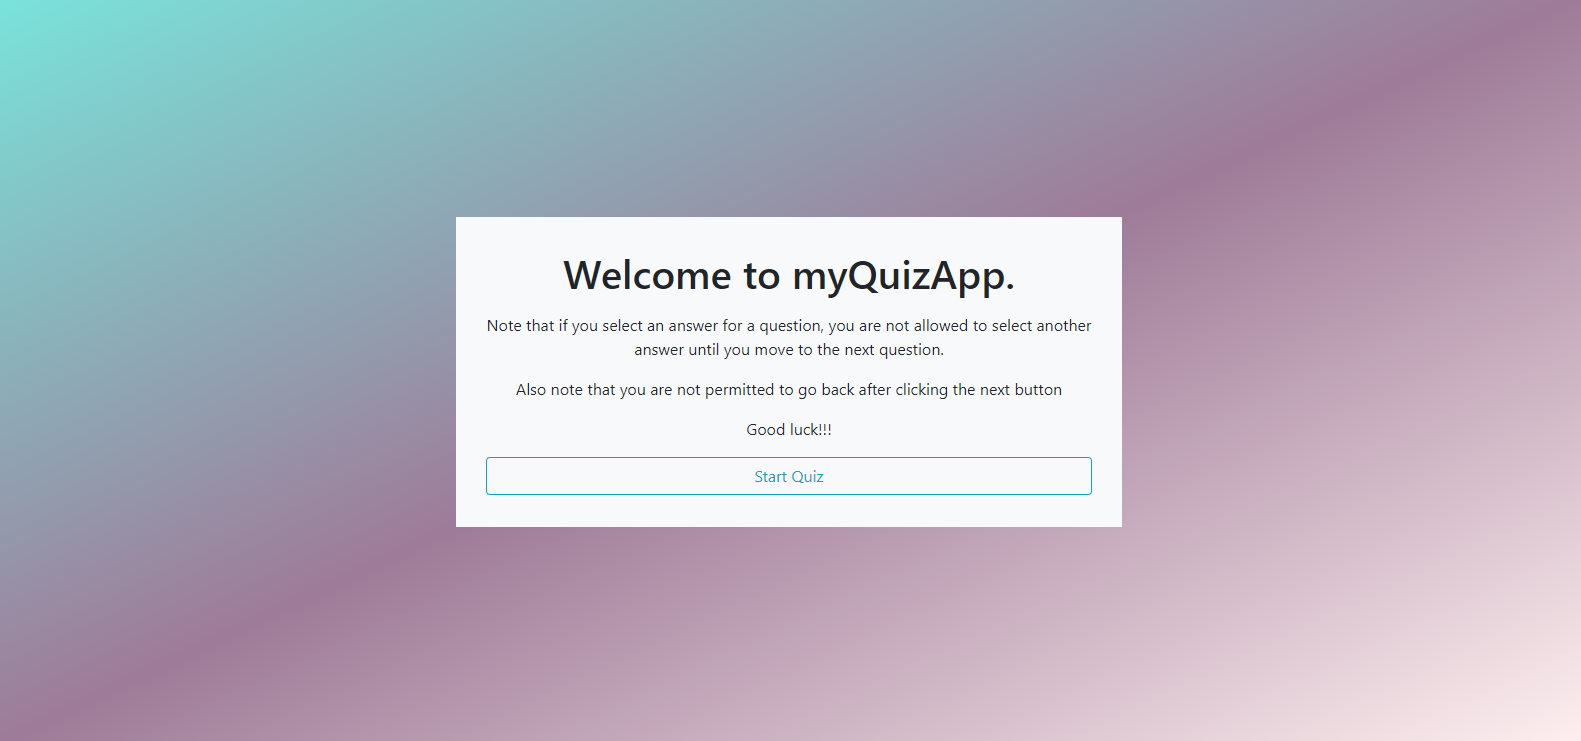 Welcome to myQuizApp.
Note that if you select an answer for a question, you are not allowed to select another
answer until you move to the next question.
Also note that you are not permitted to go back after clicking the next button
Good luck!!!
Start Quiz